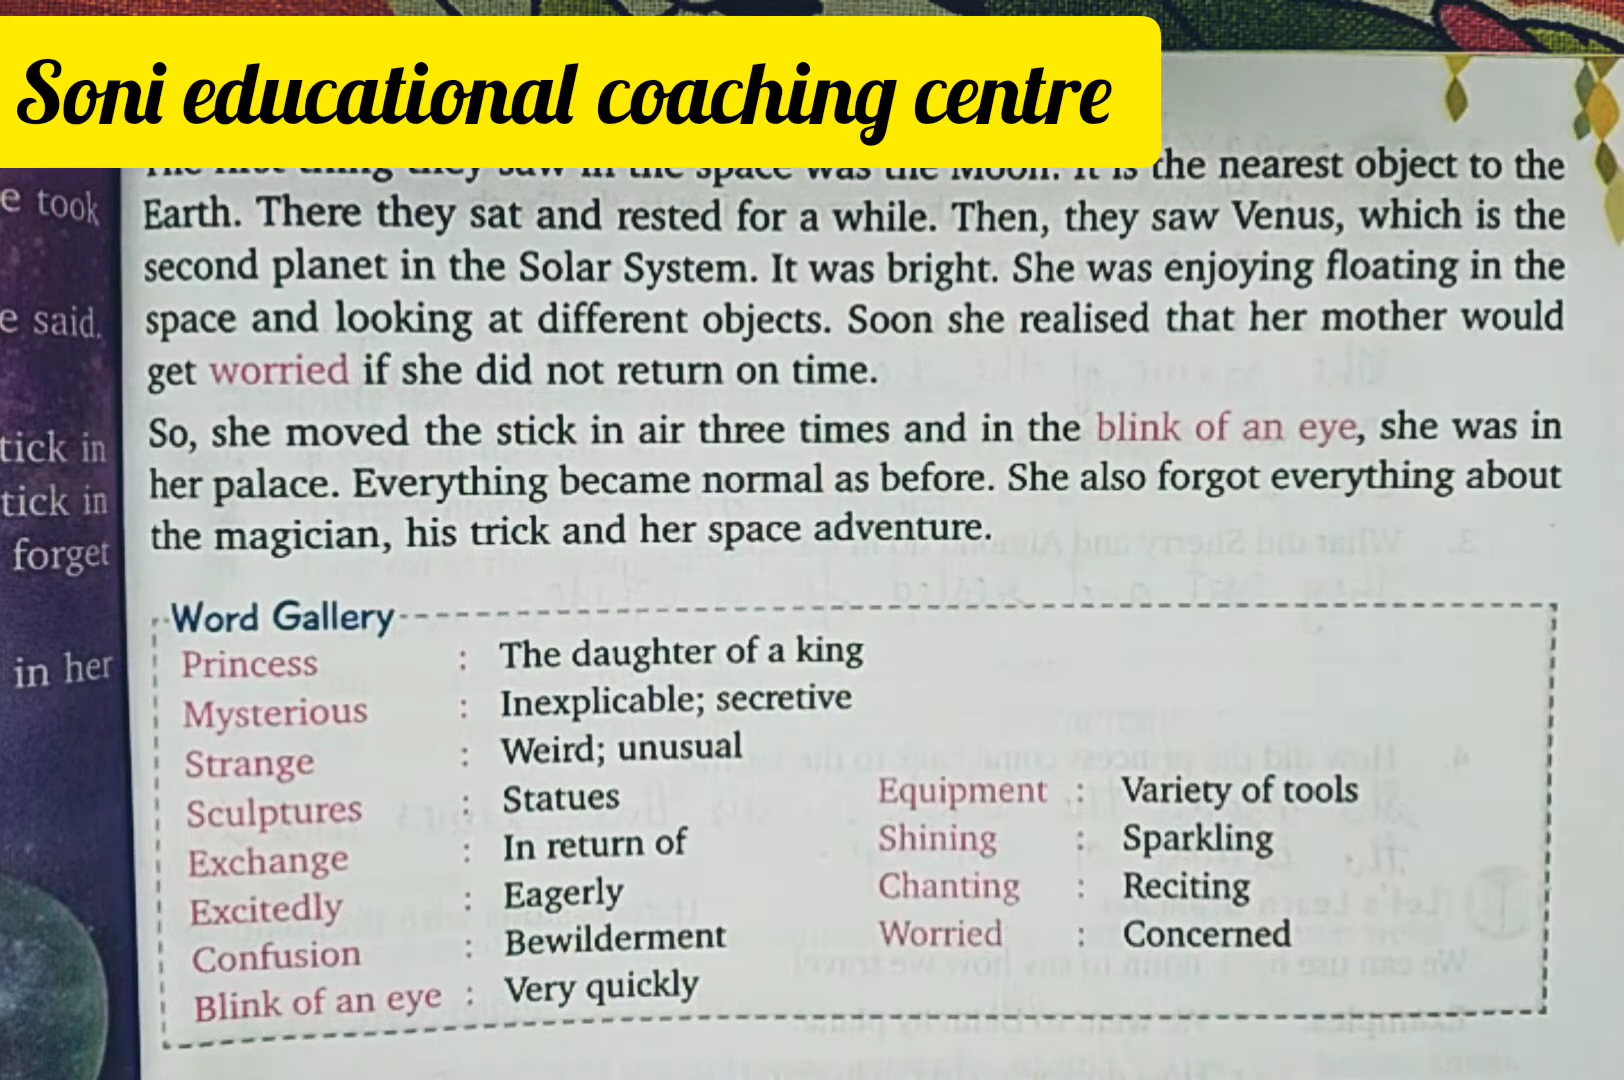 Soni educational coaching centre
the nearest object to the
e took
Earth. There they sat and rested for a while. Then, they saw Venus, which is the
second planet in the Solar System. It was bright. She was enjoying floating in the
e said.
space and looking at different objects. Soon she realised that her mother would
get worried if she did not return on time.
tick in
So, she moved the stick in air three times and in the blink of an eye, she was in
tick in
her palace. Everything became normal as before. She also forgot everything about
forget
the magician, his trick and her space adventure.
in her
Word Gallery
Princess : The daughter of a king
Mysterious : Inexplicable; secretive
Strange : Weird; unusual
Sculptures : Statues
Exchange : In return of
Excitedly : Eagerly
Confusion : Bewilderment
Blink of an eye : Very quickly
Equipment : Variety of tools
Shining : Sparkling
Chanting : Reciting
Worried : Concerned